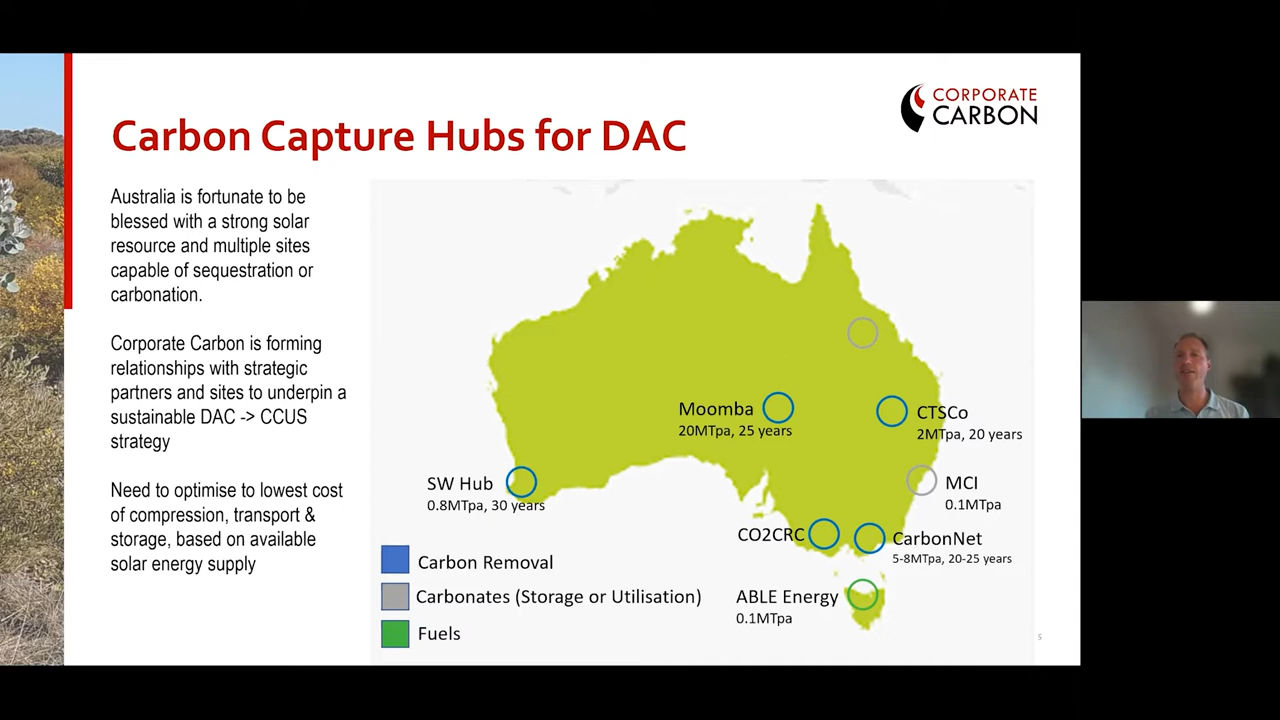 CORPORATE
CARBON
Carbon Capture Hubs for DAC
Australia is fortunate to be
blessed with a strong solar
resource and multiple sites
capable of sequestration or
carbonation.
Corporate Carbon is forming
relationships with strategic
partners and sites to underpin a
sustainable DAC -> CCUS
strategy
Need to optimise to lowest cost
of compression, transport &
storage, based on available
solar energy supply
Moomba
20MTpa, 25 years
CTSCo
2MTpa, 20 years
SW Hub
0.8MTpa, 30 years
MCI
0.1MTpa
CO2CRC
CarbonNet
5-8MTpa, 20-25 years
ABLE Energy
0.1MTpa
Carbon Removal
Carbonates (Storage or Utilisation)
Fuels
5